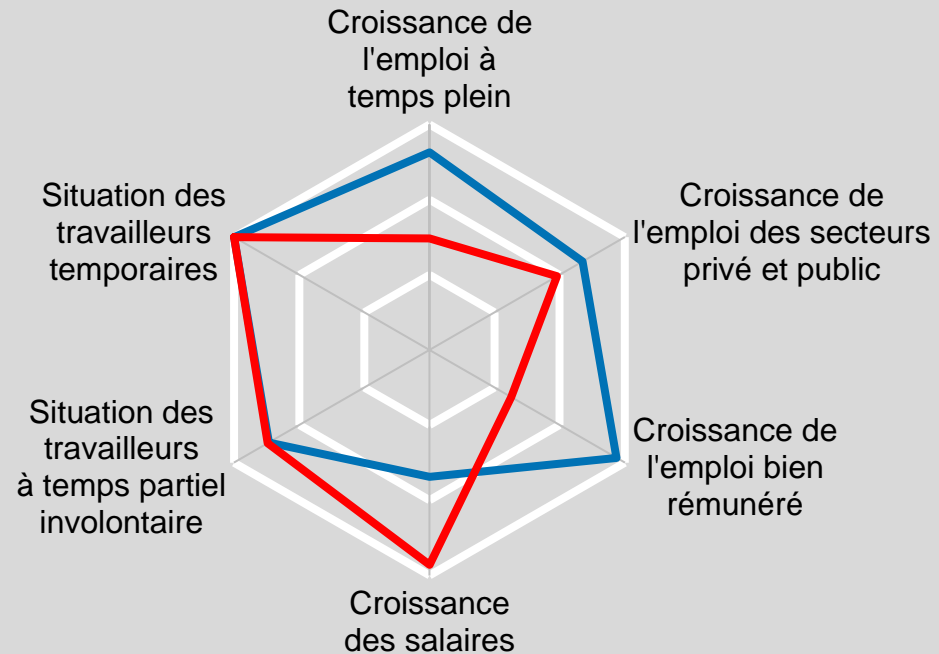 Croissance de
l'emploi à
temps plein
Situation des
travailleurs
temporaires
Croissance de
l'emploi des secteurs
privé et public
Situation des
travailleurs
à temps partiel
involontaire
Croissance de
l'emploi bien
rémunéré
Croissance
des salaires